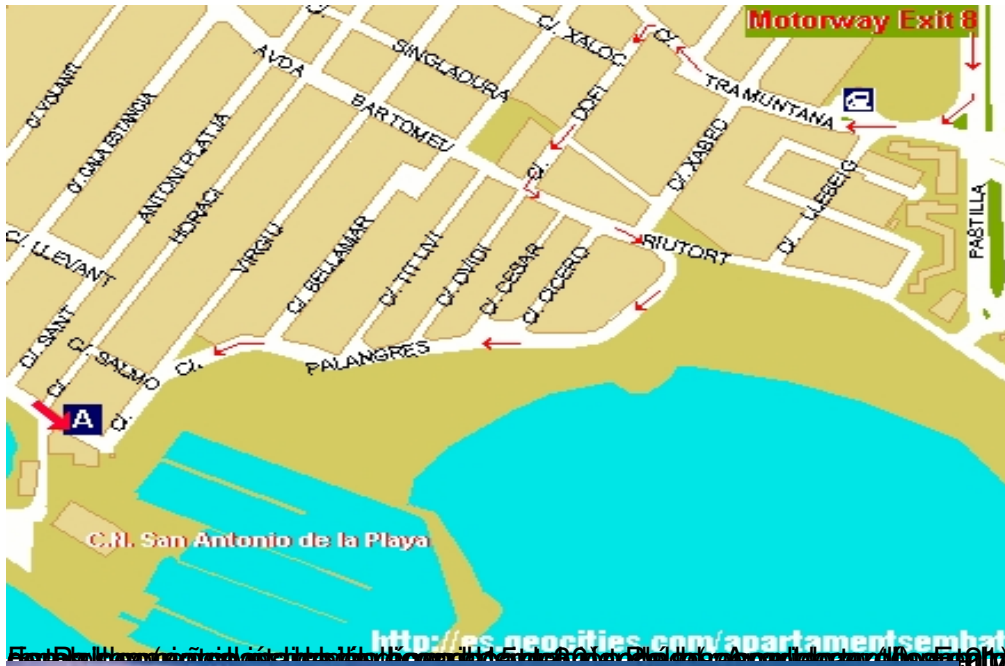 Motorway Exit 8
C/. XALOC
C/.
SINGLADURA
AVDA
BARTOMEU
C/. VOLANT
C/. CALA ESTANCIA
ANTONI PLATJA
HORACI
TRAMUNTANA
DOFI
C/.
C/. XABEC
C/. LLEBEIG
PASTILLA
RIUTORT
C/. LLEVANT
VIRGILI
C/. BELLAMAR
C/. TIT LIVI
C/. OVIDI
C/. CESAR
C/. CICERO
C/. SANT
C/. SALMO
C/.
PALANGRES
C/.
A
C/.
C.N. San Antonio de la Playa
http://es.geocities.com/apartamentsembat